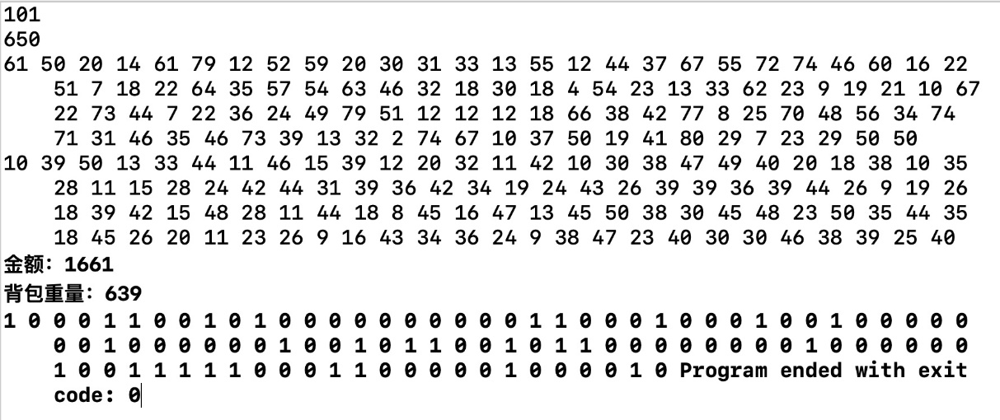 101
650
61 50 20 14 61 79 12 52 59 20 30 31 33 13 55 12 44 37 67 55 72 74 46 60 16 22
51 7 18 22 64 35 57 54 63 46 32 18 30 18 4 54 23 13 33 62 23 9 19 21 10 67
22 73 44 7 22 36 24 49 79 51 12 12 12 18 66 38 42 77 8 25 70 48 56 34 74
71 31 46 35 46 73 39 13 32 2 74 67 10 37 50 19 41 80 29 7 23 29 50 50
10 39 50 13 33 44 11 46 15 39 12 20 32 11 42 10 30 38 47 49 40 20 18 38 10 35
28 11 15 28 24 42 44 31 39 36 42 34 19 24 43 26 39 39 36 39 44 26 9 19 26
18 39 42 15 48 28 11 44 18 8 45 16 47 13 45 50 38 30 45 48 23 50 35 44 35
18 45 26 20 11 23 26 9 16 43 34 36 24 9 38 47 23 40 30 30 46 38 39 25 40
金额：1661
背包重量：639
1 0 0 0 1 1 0 0 1 0 1 0 0 0 0 0 0 0 0 0 0 1 1 0 0 0 1 0 0 0 1 0 0 1 0 0 0 0 0
0 0 1 0 0 0 0 0 0 1 0 0 1 0 1 1 0 0 1 0 1 1 0 0 0 0 0 0 0 0 1 0 0 0 0 0 0
1 0 0 1 1 1 1 1 0 0 0 1 1 0 0 0 0 0 1 0 0 0 0 1 0 Program ended with exit
code: 0